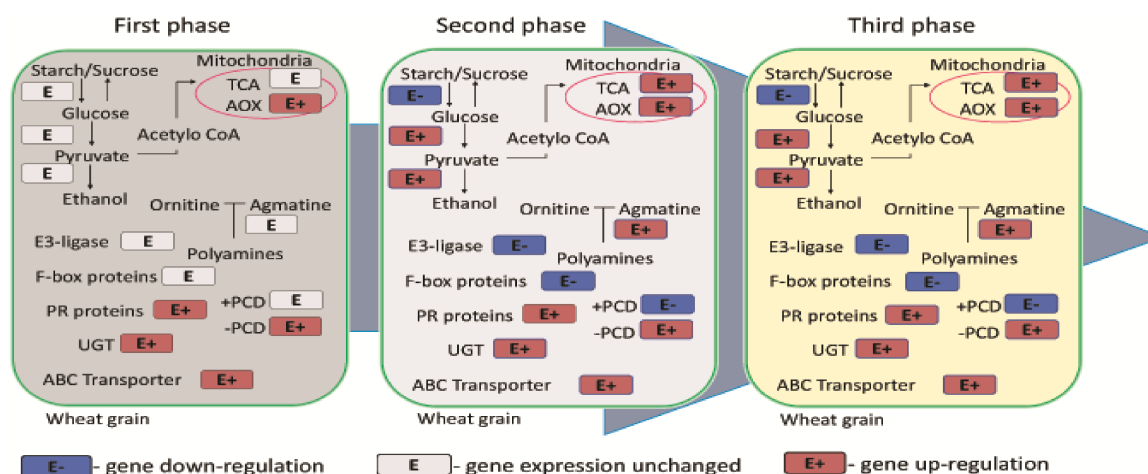 First phase
Starch/Sucrose
E
Glucose
E
Pyruvate
E
Ethanol
Mitochondria
TCA E
AOX E+
Acetylo CoA
Ornitine Agmatine
E
Polyamines
E3-ligase E
F-box proteins E
PR proteins E+
+PCD E
-PCD E+
UGT E+
ABC Transporter E+
Wheat grain
Second phase
Starch/Sucrose
E-
Glucose
E+
Pyruvate
E+
Ethanol
Mitochondria
TCA E+
AOX E+
Acetylo CoA
Ornitine Agmatine
E+
Polyamines
E3-ligase E-
F-box proteins E-
PR proteins E+
+PCD E-
-PCD E+
UGT E+
ABC Transporter E+
Wheat grain
Third phase
Starch/Sucrose
E-
Glucose
E+
Pyruvate
E+
Ethanol
Mitochondria
TCA E+
AOX E+
Acetylo CoA
Ornitine Agmatine
E+
Polyamines
E3-ligase E-
F-box proteins E-
PR proteins E+
+PCD E-
-PCD E+
UGT E+
ABC Transporter E+
Wheat grain
E- - gene down-regulation
E - gene expression unchanged
E+ - gene up-regulation